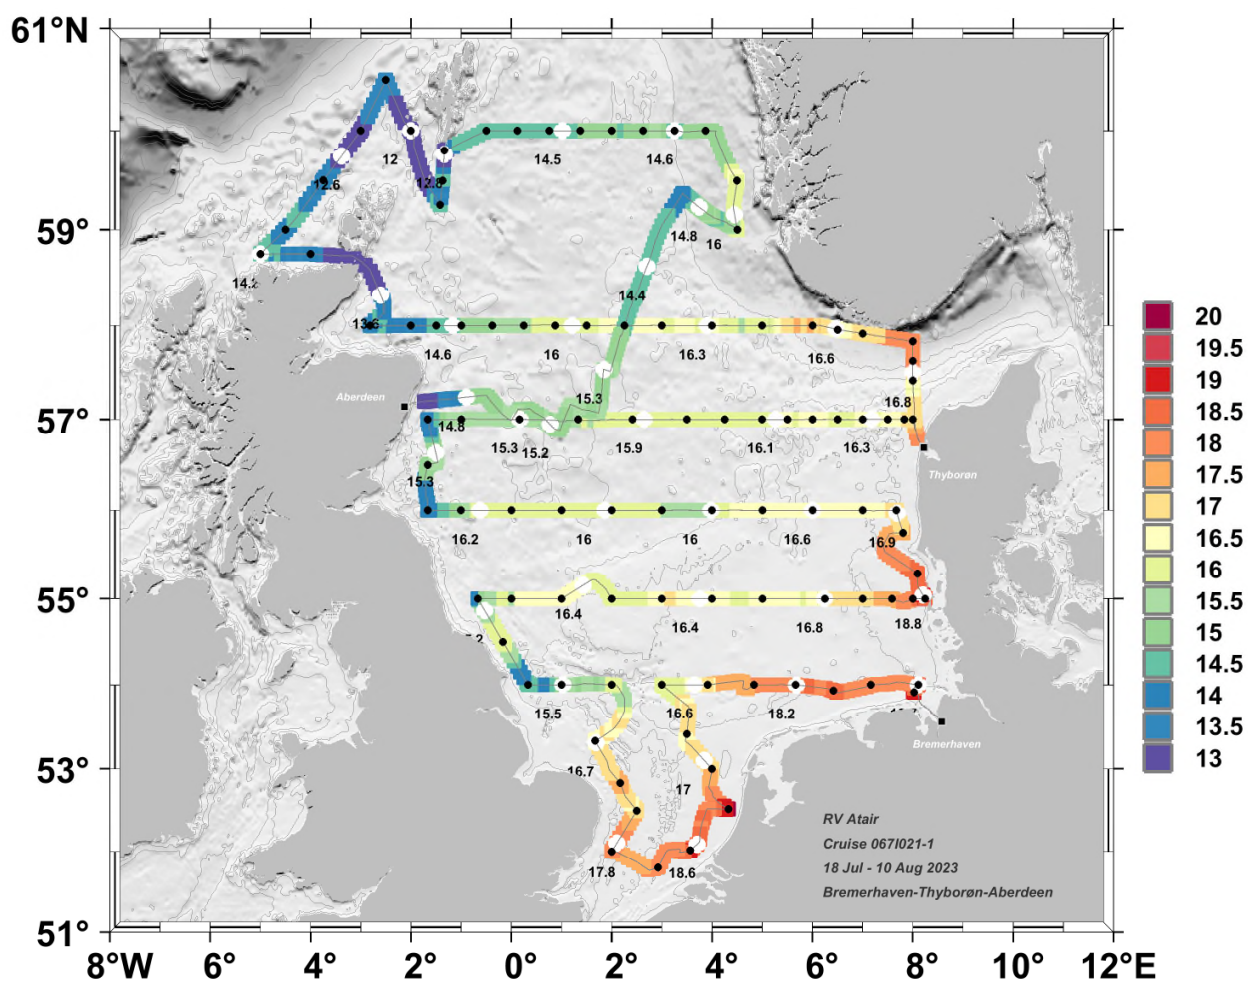 61°N
59°
57°
55°
53°
51°
8°W 6° 4° 2° 0° 2° 4° 6° 8° 10° 12°E
12 14.5 14.6
12.6 12.8
14.8 16
14.4
13.6
14.6 16 16.3 16.6
Aberdeen
15.3 16.8
14.8 15.3 15.2 15.9 16.1 16.3
Thyborøn
15.3
16.2 16 16 16.6 16.9
16.4 16.4 16.8 18.8
15.5 16.6 18.2
Bremerhaven
16.7 17
17.8 18.6
RV Atair
Cruise 067I021-1
18 Jul - 10 Aug 2023
Bremerhaven-Thyborøn-Aberdeen
20
19.5
19
18.5
18
17.5
17
16.5
16
15.5
15
14.5
14
13.5
13